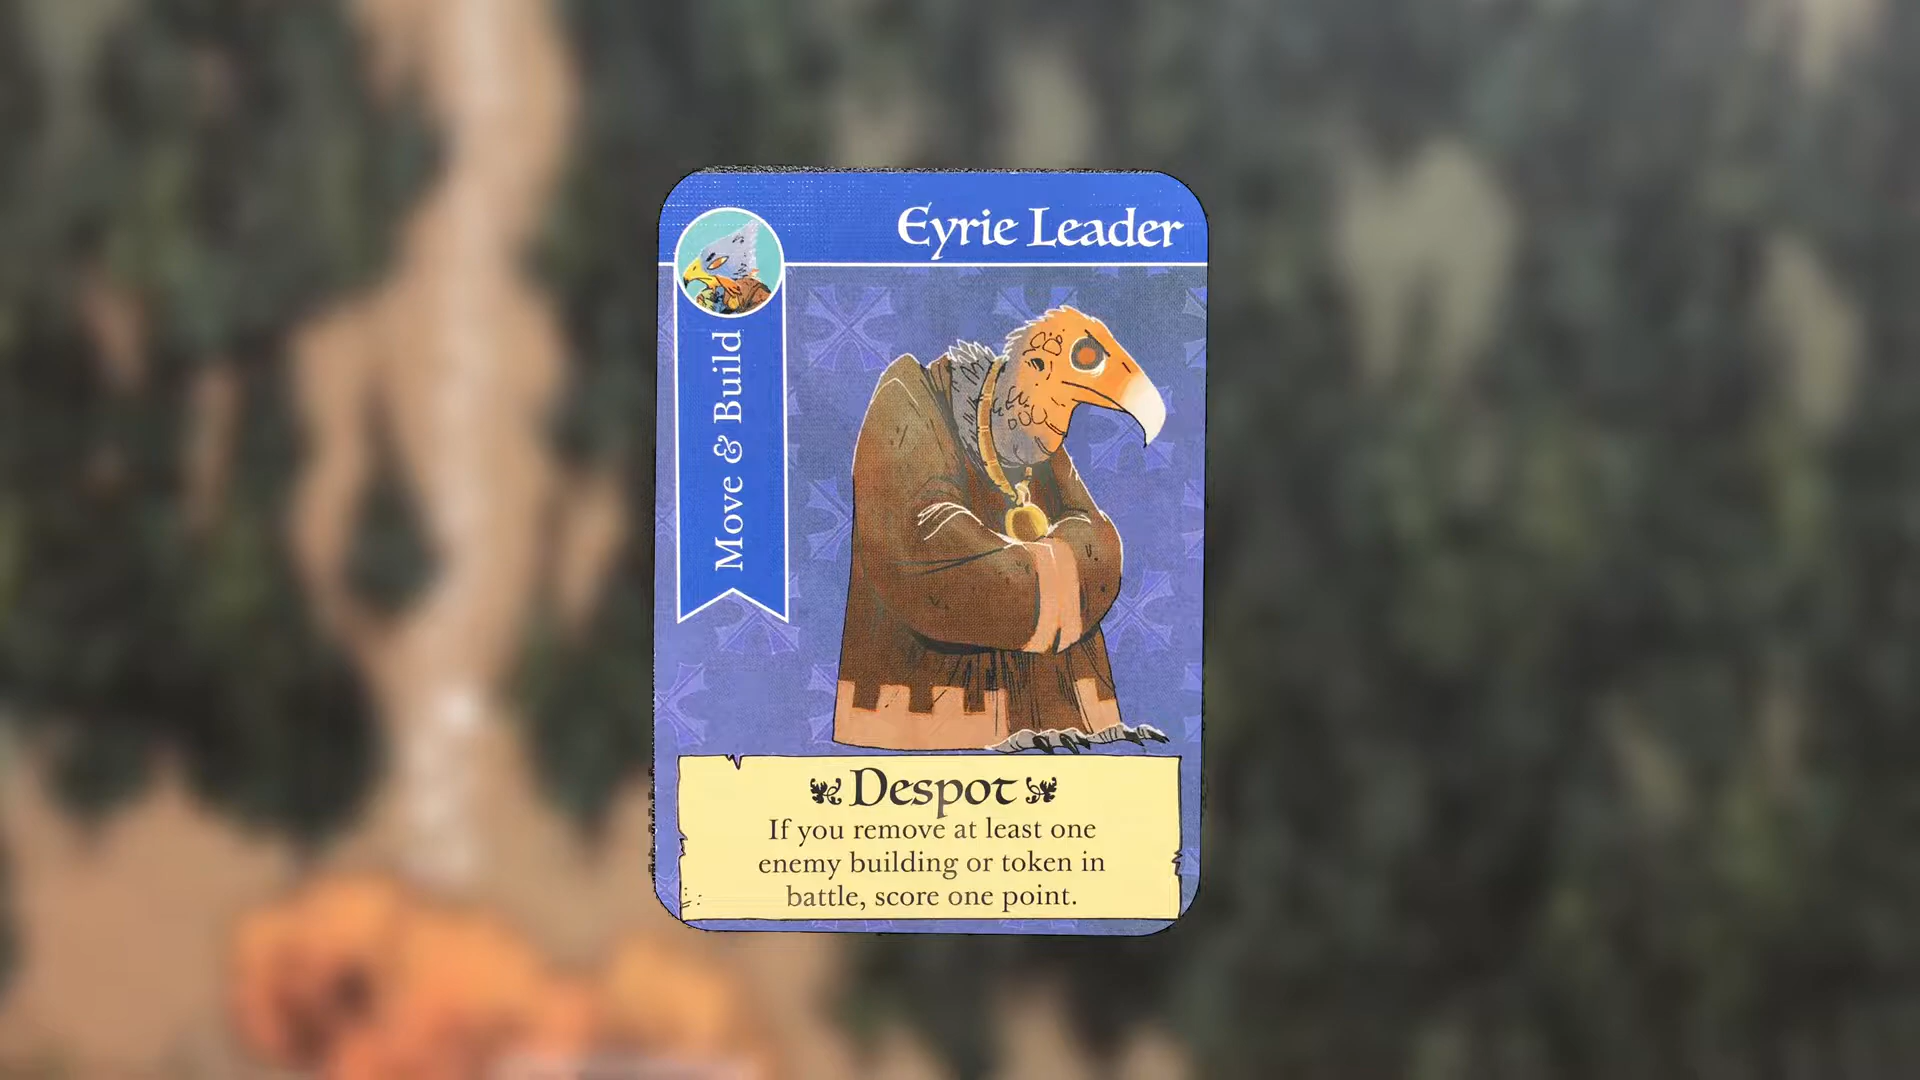 Eyrie Leader
Move & Build
Despot
If you remove at least one
enemy building or token in
battle, score one point.